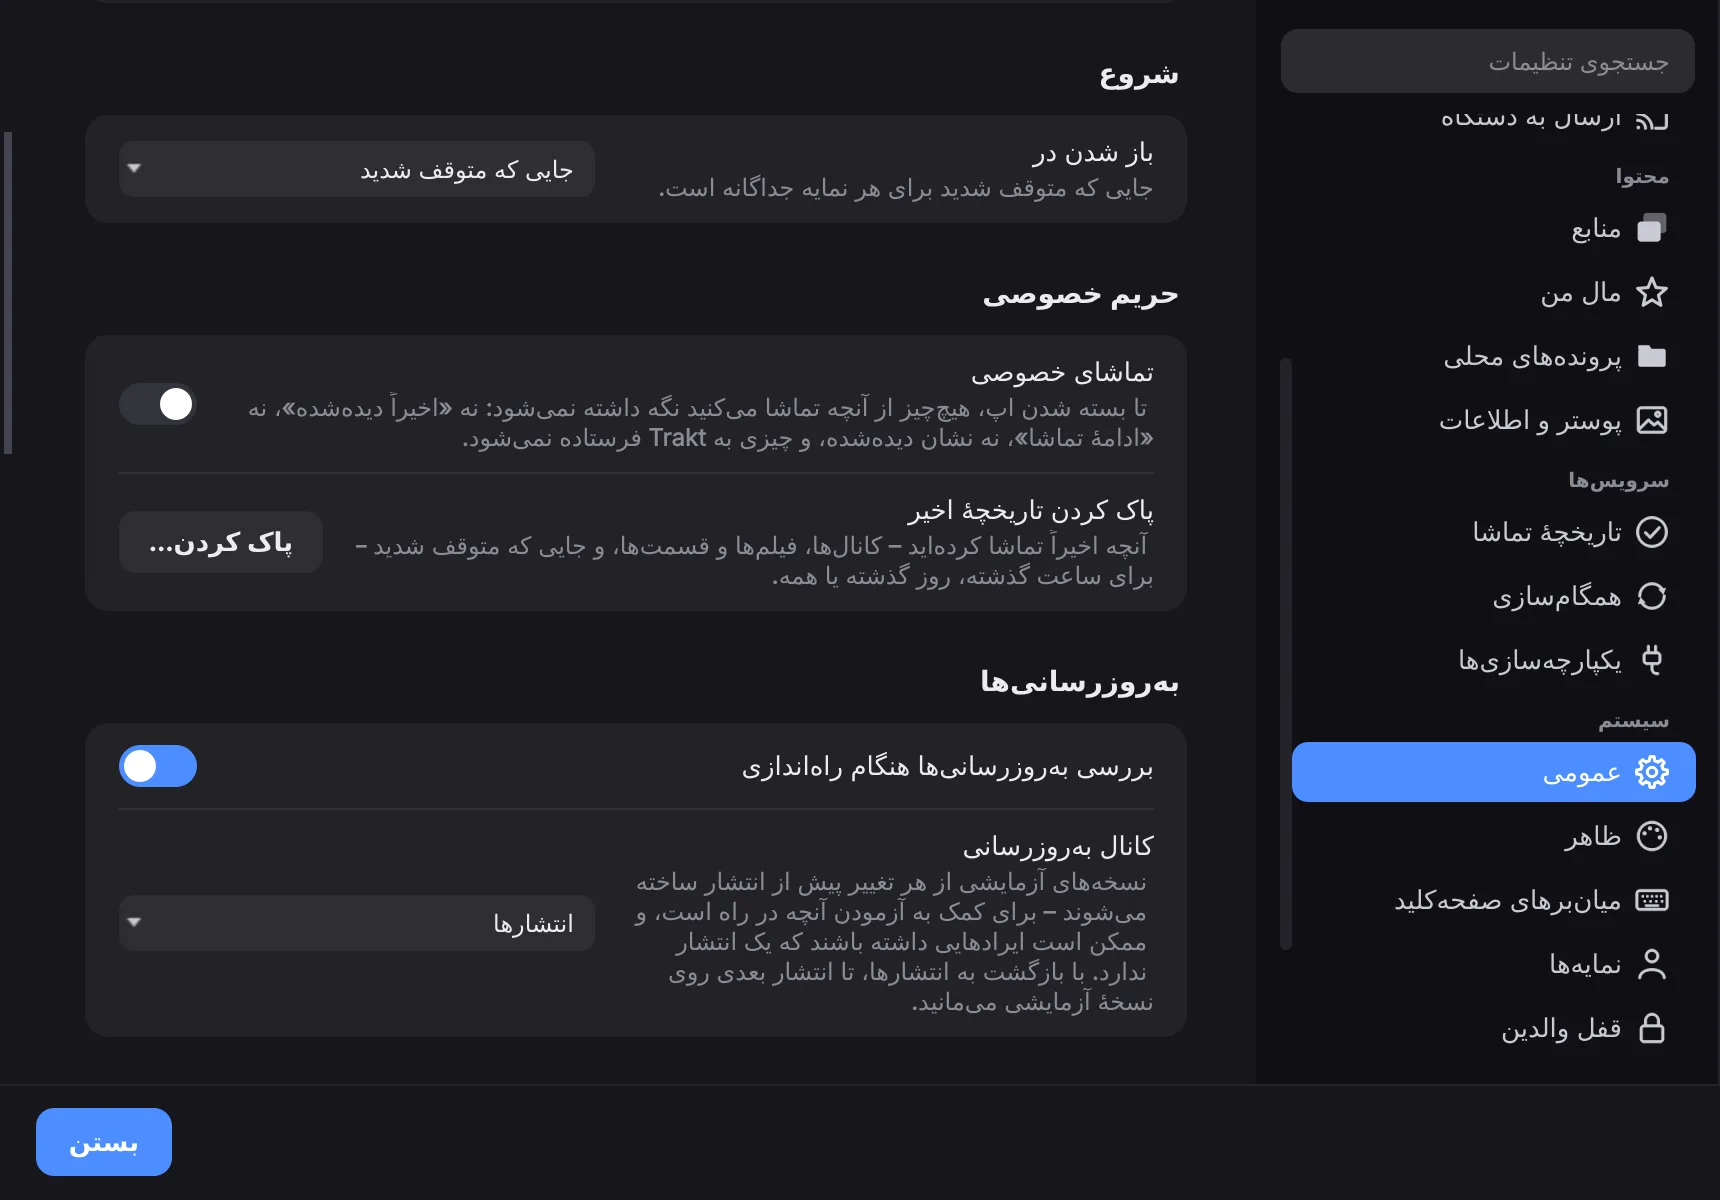 جستجوی تنظیمات
ارسال به دستگاه
محتوا
منابع
مال من
پرونده‌های محلی
پوستر و اطلاعات
سرویس‌ها
تاریخچهٔ تماشا
همگام‌سازی
یکپارچه‌سازی‌ها
سیستم
عمومی
ظاهر
میان‌برهای صفحه‌کلید
نمایه‌ها
قفل والدین
شروع
باز شدن در
جایی که متوقف شدید برای هر نمایه جداگانه است.
جایی که متوقف شدید
حریم خصوصی
تماشای خصوصی
تا بسته شدن اپ، هیچ‌چیز از آنچه تماشا می‌کنید نگه داشته نمی‌شود: نه «اخیراً دیده‌شده»، نه
«ادامهٔ تماشا»، نه نشان دیده‌شده، و چیزی به Trakt فرستاده نمی‌شود.
پاک کردن تاریخچهٔ اخیر
آنچه اخیراً تماشا کرده‌اید – کانال‌ها، فیلم‌ها و قسمت‌ها، و جایی که متوقف شدید –
برای ساعت گذشته، روز گذشته یا همه.
پاک کردن...
به‌روزرسانی‌ها
بررسی به‌روزرسانی‌ها هنگام راه‌اندازی
کانال به‌روزرسانی
نسخه‌های آزمایشی از هر تغییر پیش از انتشار ساخته
می‌شوند – برای کمک به آزمودن آنچه در راه است، و
ممکن است ایرادهایی داشته باشند که یک انتشار
ندارد. با بازگشت به انتشارها، تا انتشار بعدی روی
نسخهٔ آزمایشی می‌مانید.
انتشارها
بستن